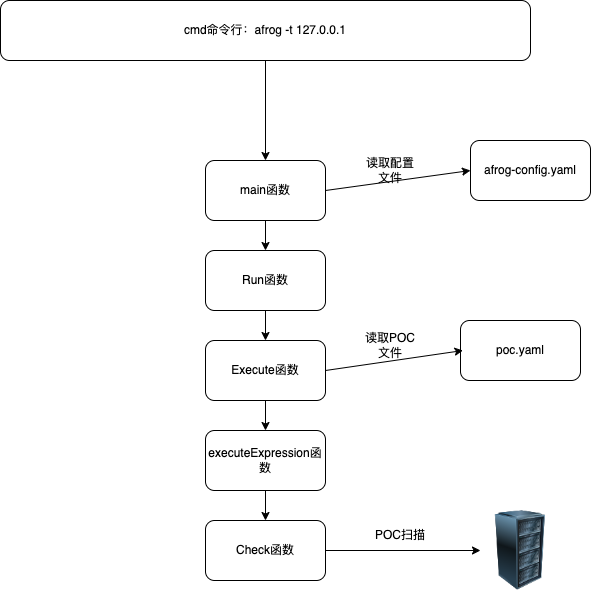 cmd命令行：afrog -t 127.0.0.1
读取配置
文件
main函数
afrog-config.yaml
Run函数
读取POC
文件
Execute函数
poc.yaml
executeExpression函
数
POC扫描
Check函数